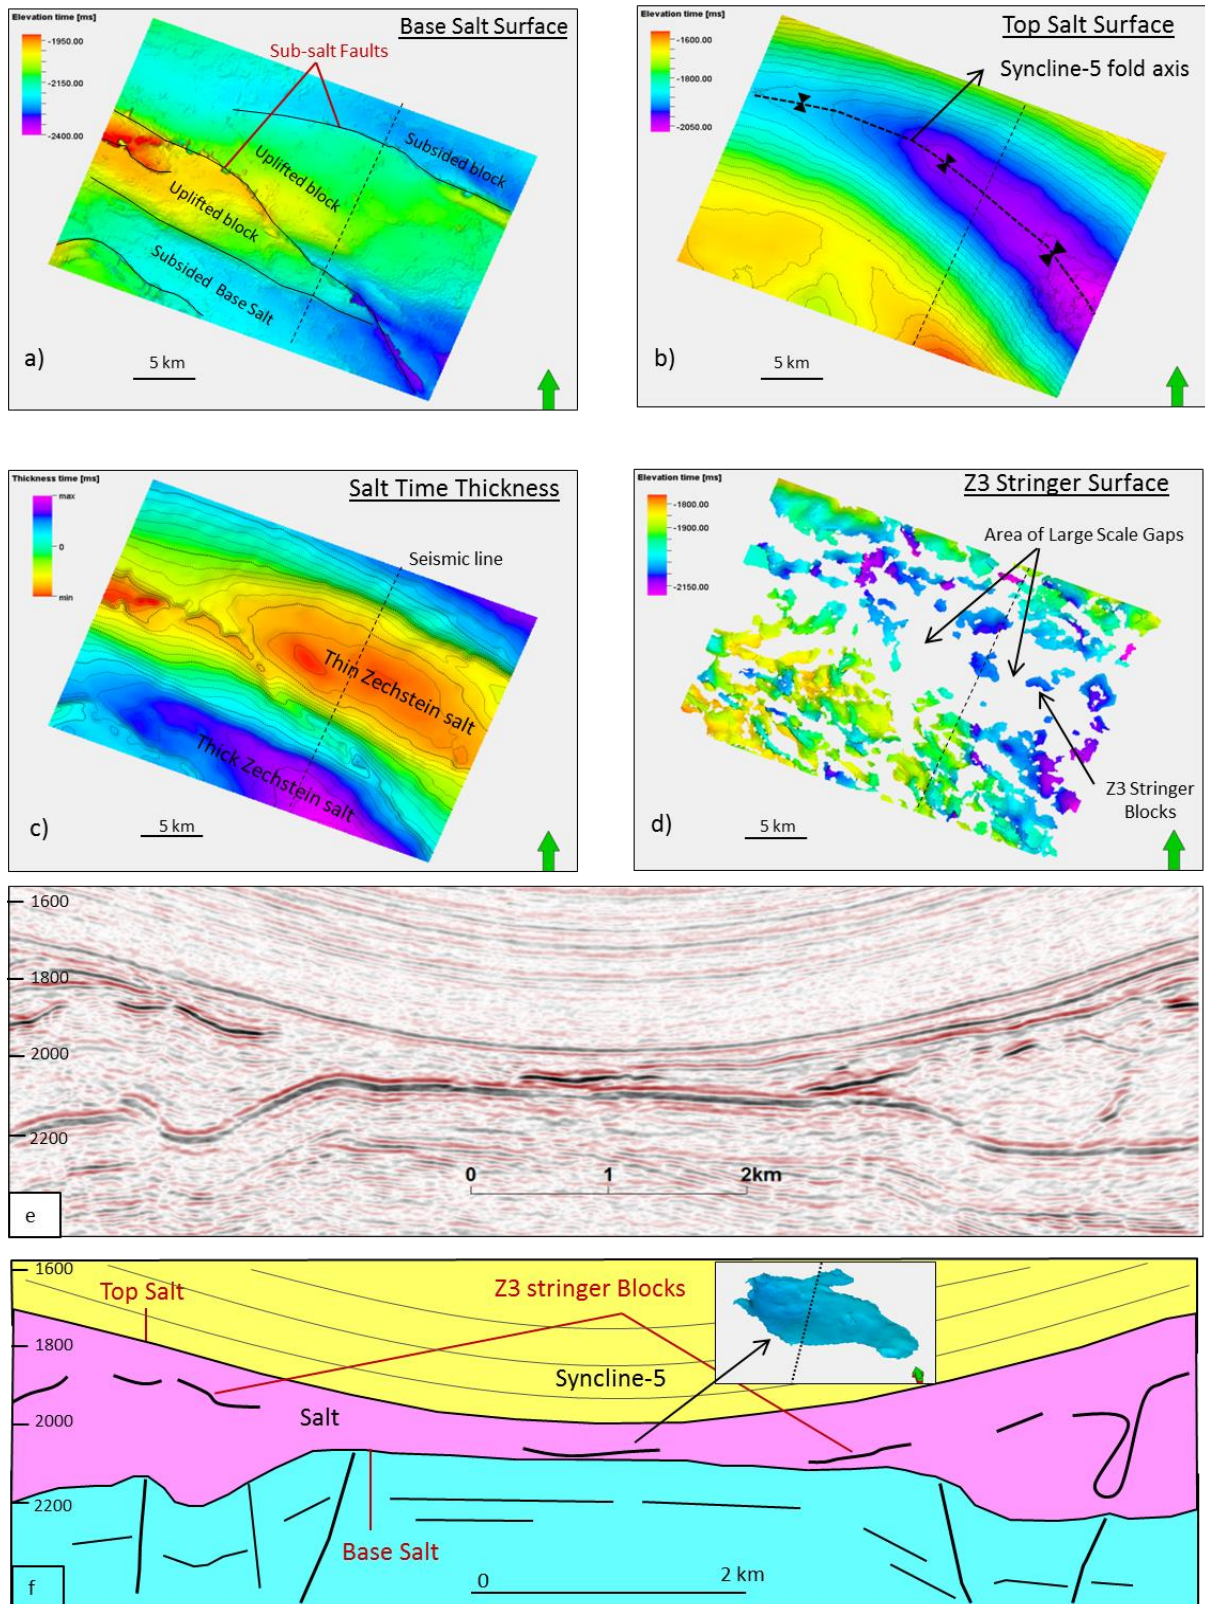 Elevation time [ms]
Base Salt Surface
-1950.00
-2150.00
-2400.00
Sub-salt Faults
Subsided block
Uplifted block
Uplifted block
Subsided Base Salt
a)
5 km
Elevation time [ms]
Top Salt Surface
-1600.00
-1800.00
-2050.00
Syncline-5 fold axis
b)
5 km
Thickness time [ms]
Salt Time Thickness
max
0
min
Seismic line
Thin Zechstein salt
Thick Zechstein salt
c)
5 km
Elevation time [ms]
Z3 Stringer Surface
-1800.00
-1900.00
-2150.00
Area of Large Scale Gaps
Z3 Stringer
Blocks
d)
5 km
1600
1800
2000
2200
0 1 2km
e
1600
Top Salt
Z3 stringer Blocks
1800
Syncline-5
2000
Salt
2200
Base Salt
0 2 km
f